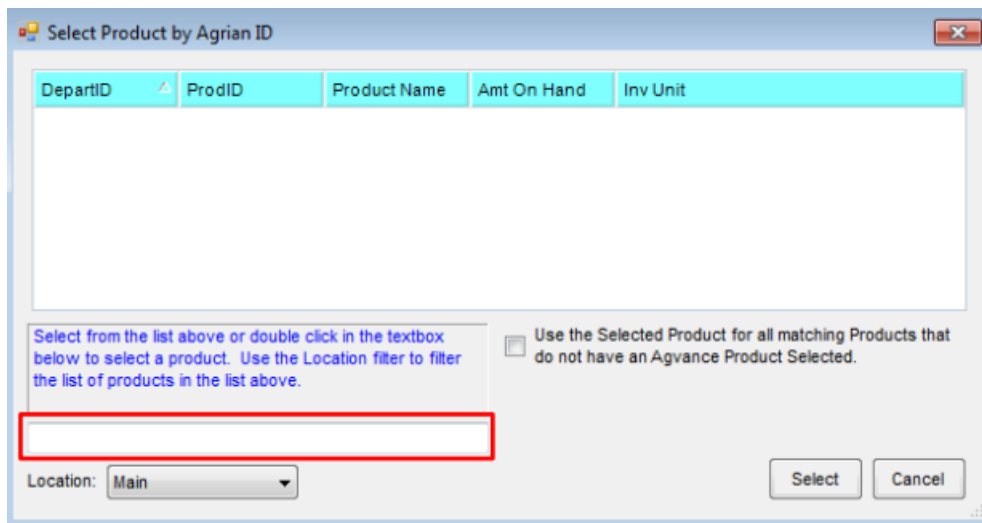 Select Product by Agrian ID
DepartID ProdID Product Name Amt On Hand Inv Unit
Select from the list above or double click in the textbox
below to select a product. Use the Location filter to filter
the list of products in the list above.
Use the Selected Product for all matching Products that
do not have an Agvance Product Selected.
Location: Main
Select Cancel